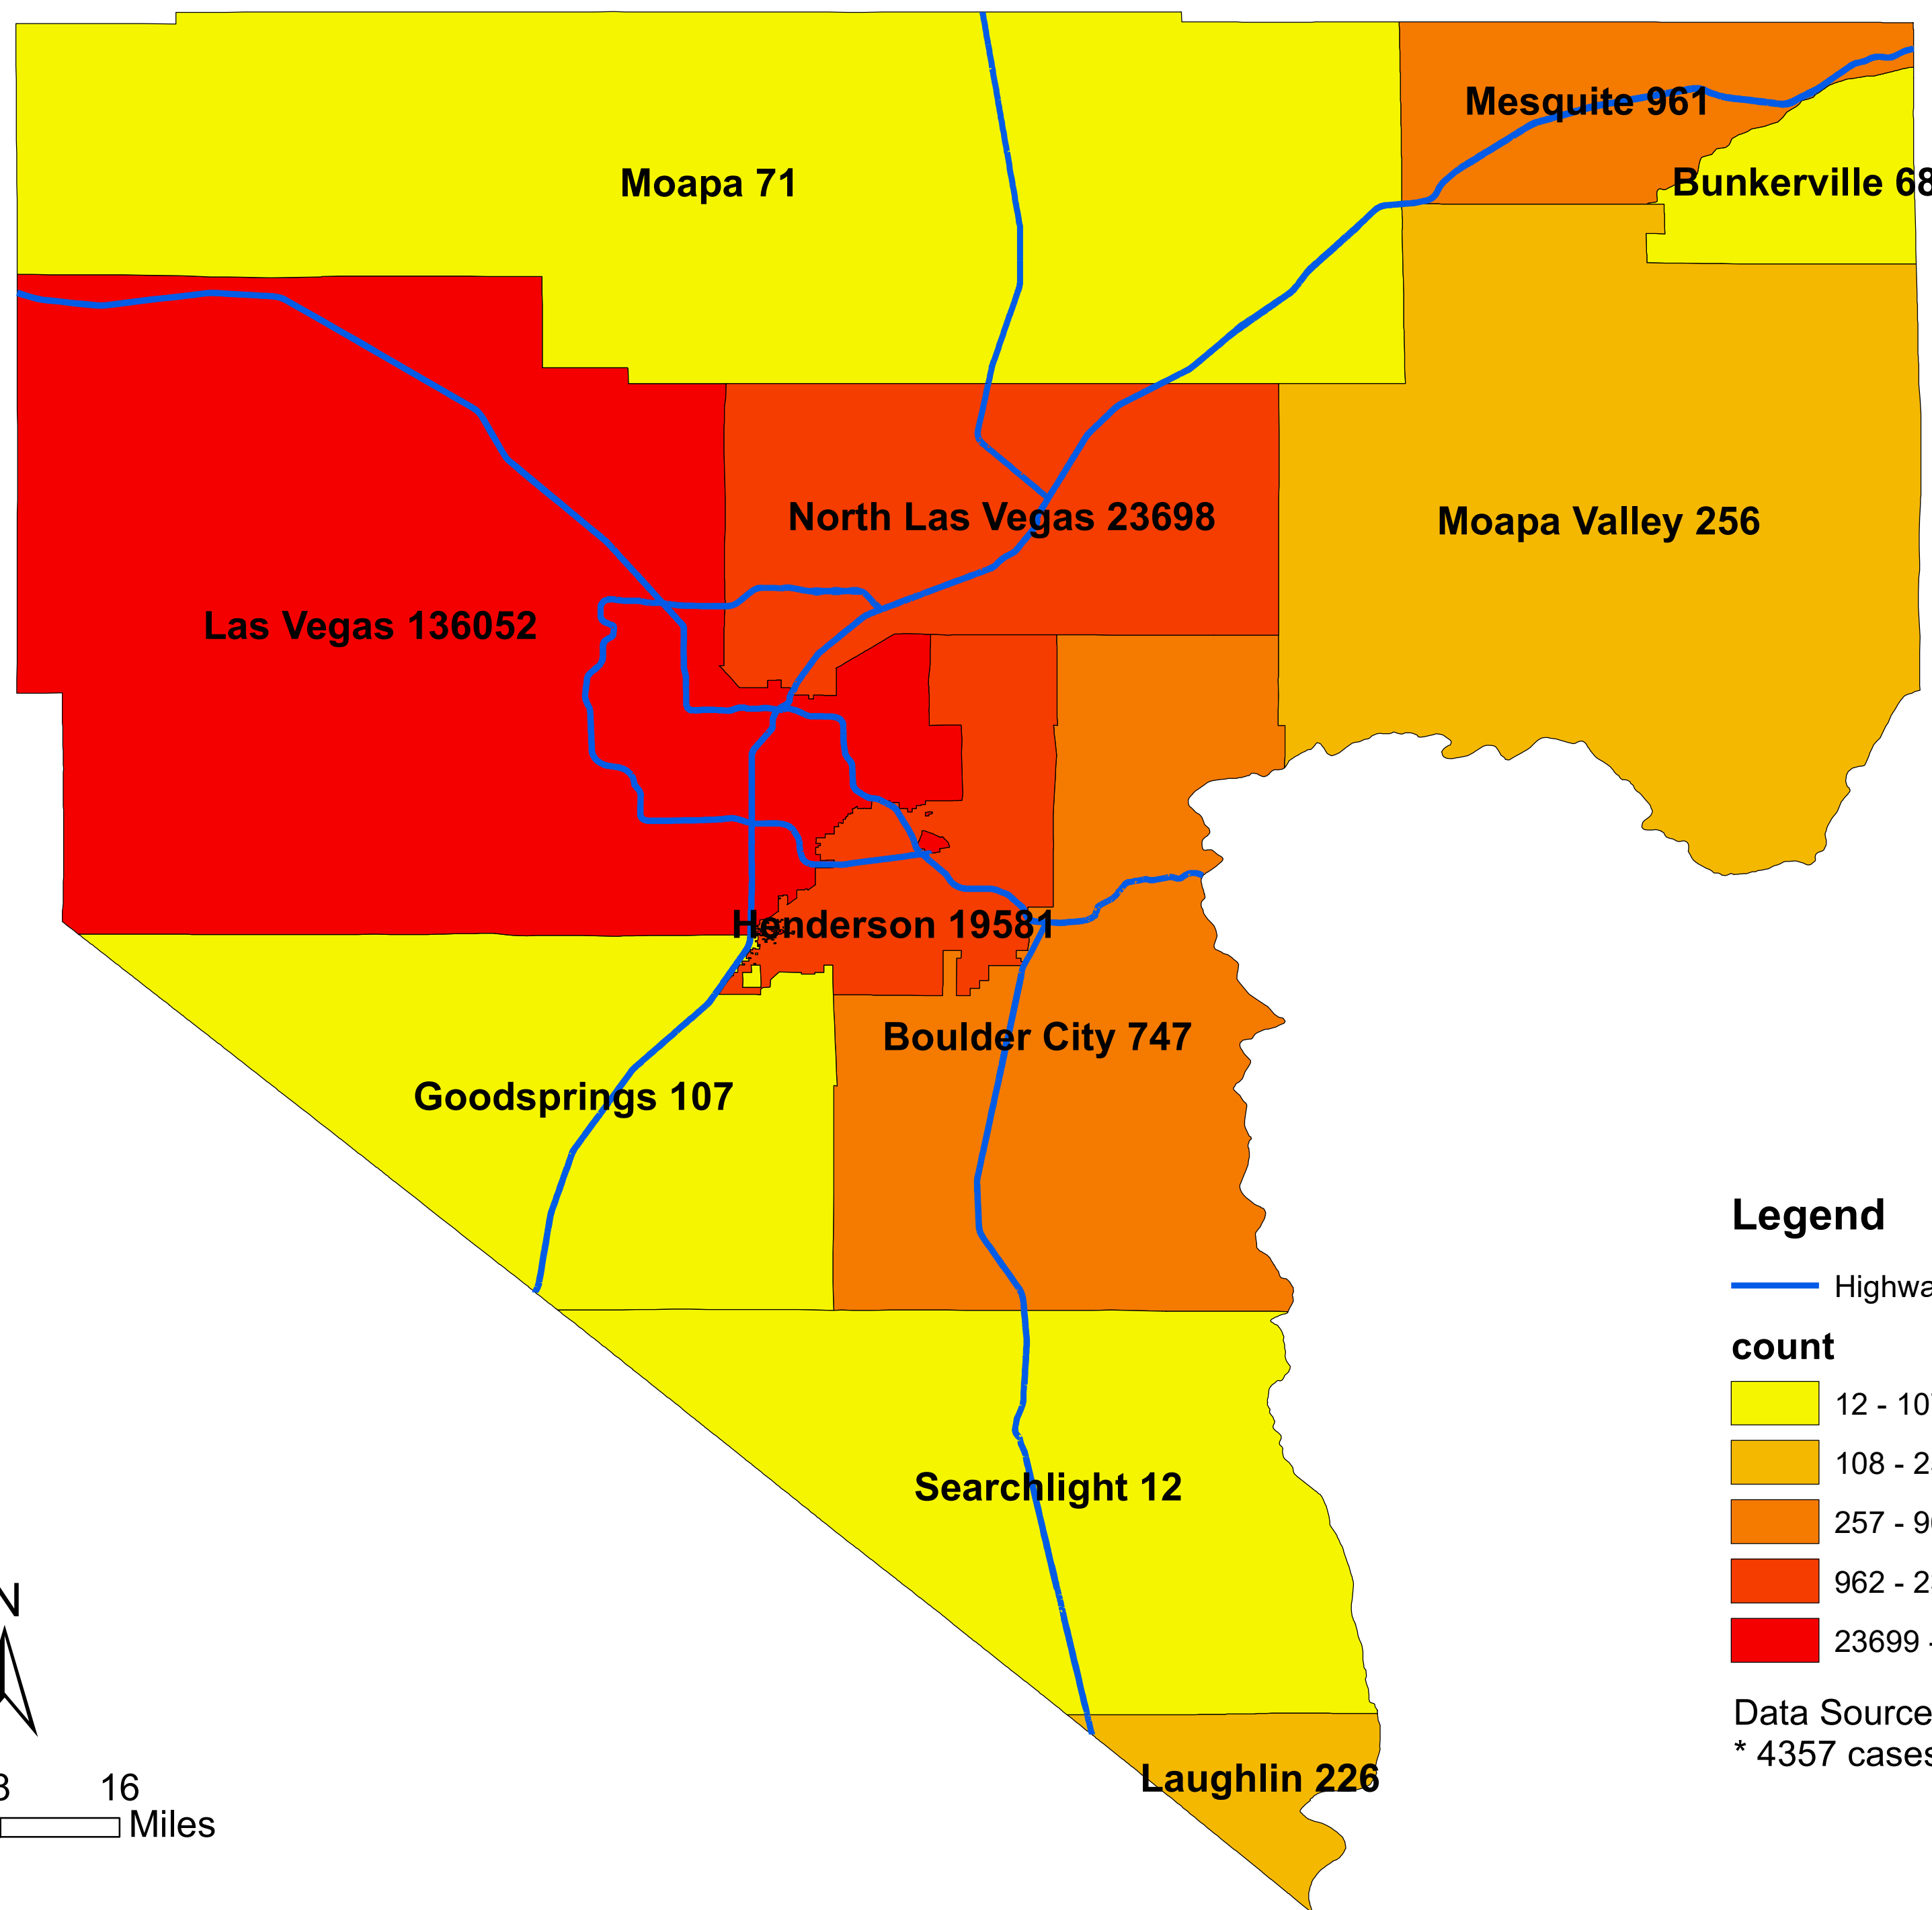 Mesquite 961
Moapa 71
Bunkerville 68
North Las Vegas 23698
Moapa Valley 256
Las Vegas 136052
Henderson 19581
Boulder City 747
Goodsprings 107
Legend
count
12 - 10
108 - 2
257 - 9
Searchlight 12
962 - 2
N
23699 -
Data Source
* 4357 cases
Laughlin 226
16
Miles